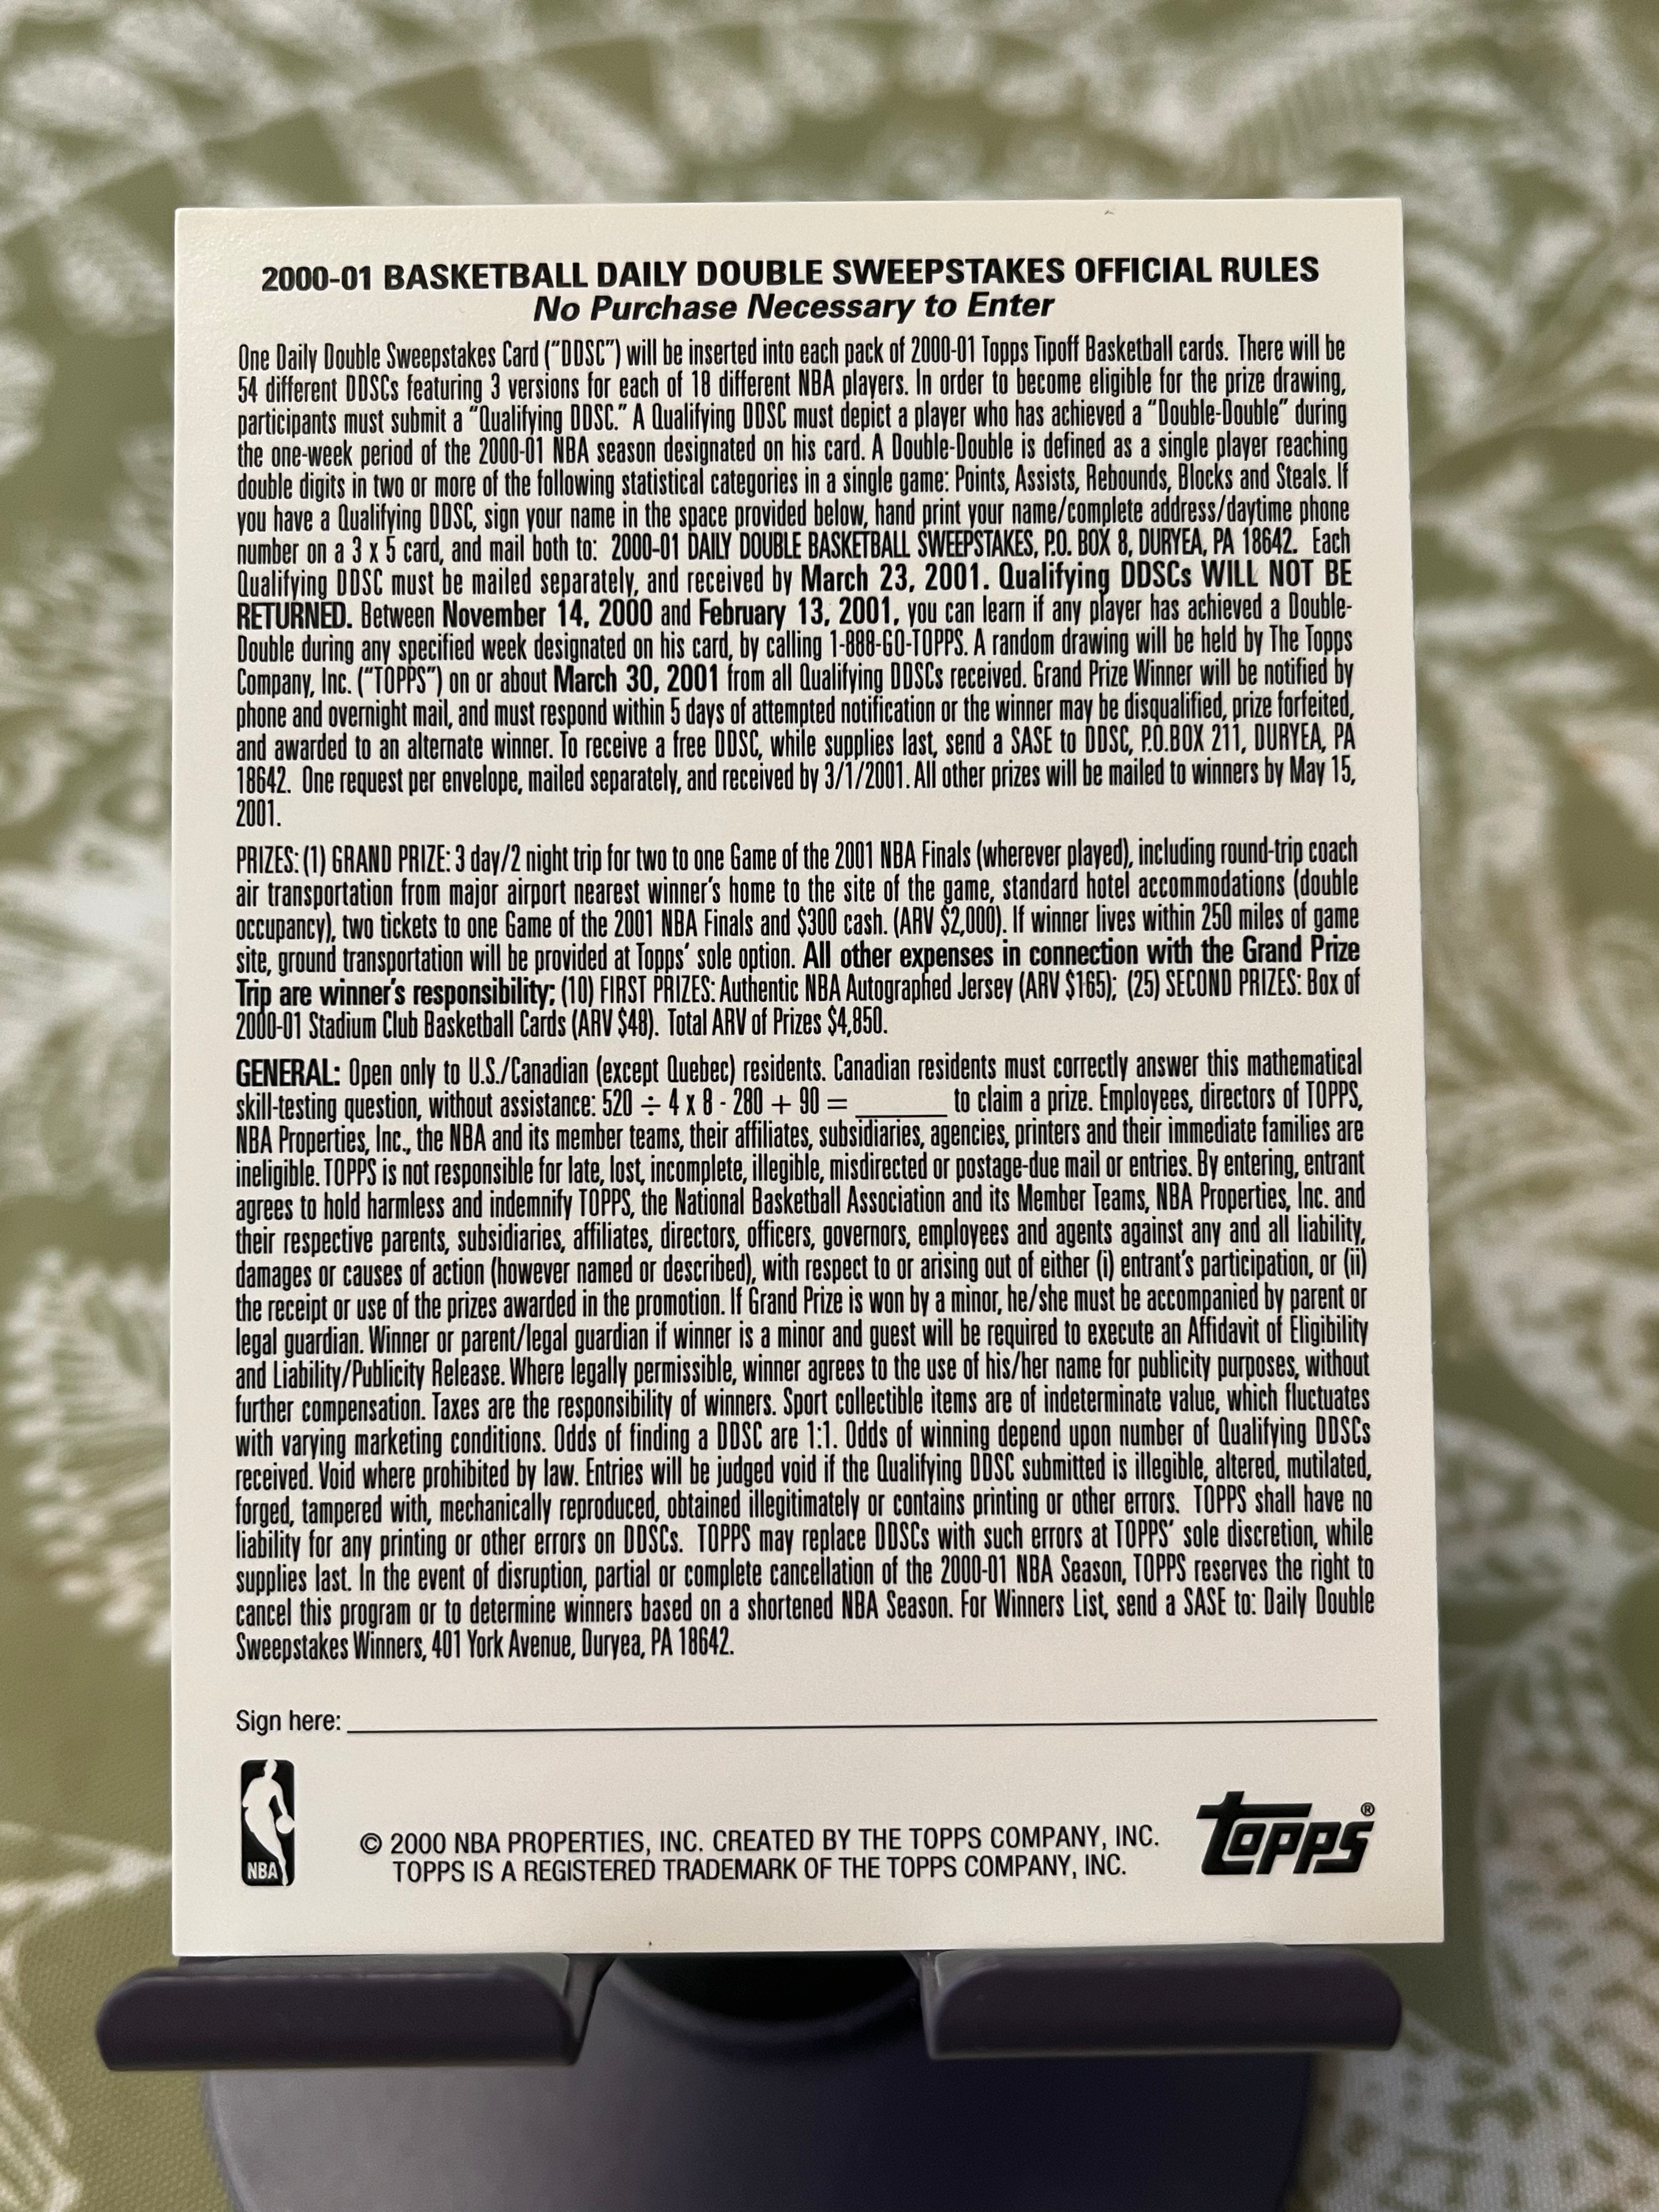 2000-01 BASKETBALL DAILY DOUBLE SWEEPSTAKES OFFICIAL RULES
No Purchase Necessary to Enter
One Daily Double Sweepstakes Card (“DDSC”) will be inserted into each pack of 2000-01 Topps Tipoff Basketball cards. There will be
54 different DDSCs featuring 3 versions for each of 18 different NBA players. In order to become eligible for the prize drawing,
participants must submit a “Qualifying DDSC.” A Qualifying DDSC must depict a player who has achieved a “Double-Double” during
the one-week period of the 2000-01 NBA season designated on his card. A Double-Double is defined as a single player reaching
double digits in two or more of the following statistical categories in a single game: Points, Assists, Rebounds, Blocks and Steals. If
you have a Qualifying DDSC, sign your name in the space provided below, hand print your name/complete address/daytime phone
number on a 3 x 5 card, and mail both to: 2000-01 DAILY DOUBLE BASKETBALL SWEEPSTAKES, P.O. BOX 8, DURYEA, PA 18642. Each
Qualifying DDSC must be mailed separately, and received by March 23, 2001. Qualifying DDSCs WILL NOT BE
RETURNED. Between November 14, 2000 and February 13, 2001, you can learn if any player has achieved a Double-
Double during any specified week designated on his card, by calling 1-888-GO-TOPPS. A random drawing will be held by The Topps
Company, Inc. (“TOPPS”) on or about March 30, 2001 from all Qualifying DDSCs received. Grand Prize Winner will be notified by
phone and overnight mail, and must respond within 5 days of attempted notification or the winner may be disqualified, prize forfeited,
and awarded to an alternate winner. To receive a free DDSC, while supplies last, send a SASE to DDSC, P.O.BOX 211, DURYEA, PA
18642. One request per envelope, mailed separately, and received by 3/1/2001. All other prizes will be mailed to winners by May 15,
2001.
PRIZES: (1) GRAND PRIZE: 3 day/2 night trip for two to one Game of the 2001 NBA Finals (wherever played), including round-trip coach
air transportation from major airport nearest winner's home to the site of the game, standard hotel accommodations (double
occupancy), two tickets to one Game of the 2001 NBA Finals and $300 cash. (ARV $2,000). If winner lives within 250 miles of game
site, ground transportation will be provided at Topps' sole option. All other expenses in connection with the Grand Prize
Trip are winner's responsibility; (10) FIRST PRIZES: Authentic NBA Autographed Jersey (ARV $165); (25) SECOND PRIZES: Box of
2000-01 Stadium Club Basketball Cards (ARV $48). Total ARV of Prizes $4,850.
GENERAL: Open only to U.S./Canadian (except Quebec) residents. Canadian residents must correctly answer this mathematical
skill-testing question, without assistance: 520 ÷ 4 x 8 - 280 + 90 = _______ to claim a prize. Employees, directors of TOPPS,
NBA Properties, Inc., the NBA and its member teams, their affiliates, subsidiaries, agencies, printers and their immediate families are
ineligible. TOPPS is not responsible for late, lost, incomplete, illegible, misdirected or postage-due mail or entries. By entering, entrant
agrees to hold harmless and indemnify TOPPS, the National Basketball Association and its Member Teams, NBA Properties, Inc. and
their respective parents, subsidiaries, affiliates, directors, officers, governors, employees and agents against any and all liability,
damages or causes of action (however named or described), with respect to or arising out of either (i) entrant's participation, or (ii)
the receipt or use of the prizes awarded in the promotion. If Grand Prize is won by a minor, he/she must be accompanied by parent or
legal guardian. Winner or parent/legal guardian if winner is a minor and guest will be required to execute an Affidavit of Eligibility
and Liability/Publicity Release. Where legally permissible, winner agrees to the use of his/her name for publicity purposes, without
further compensation. Taxes are the responsibility of winners. Sport collectible items are of indeterminate value, which fluctuates
with varying marketing conditions. Odds of finding a DDSC are 1:1. Odds of winning depend upon number of Qualifying DDSCs
received. Void where prohibited by law. Entries will be judged void if the Qualifying DDSC submitted is illegible, altered, mutilated,
forged, tampered with, mechanically reproduced, obtained illegitimately or contains printing or other errors. TOPPS shall have no
liability for any printing or other errors on DDSCs. TOPPS may replace DDSCs with such errors at TOPPS' sole discretion, while
supplies last. In the event of disruption, partial or complete cancellation of the 2000-01 NBA Season, TOPPS reserves the right to
cancel this program or to determine winners based on a shortened NBA Season. For Winners List, send a SASE to: Daily Double
Sweepstakes Winners, 401 York Avenue, Duryea, PA 18642.
Sign here:
NBA
© 2000 NBA PROPERTIES, INC. CREATED BY THE TOPPS COMPANY, INC.
TOPPS IS A REGISTERED TRADEMARK OF THE TOPPS COMPANY, INC.
topps®